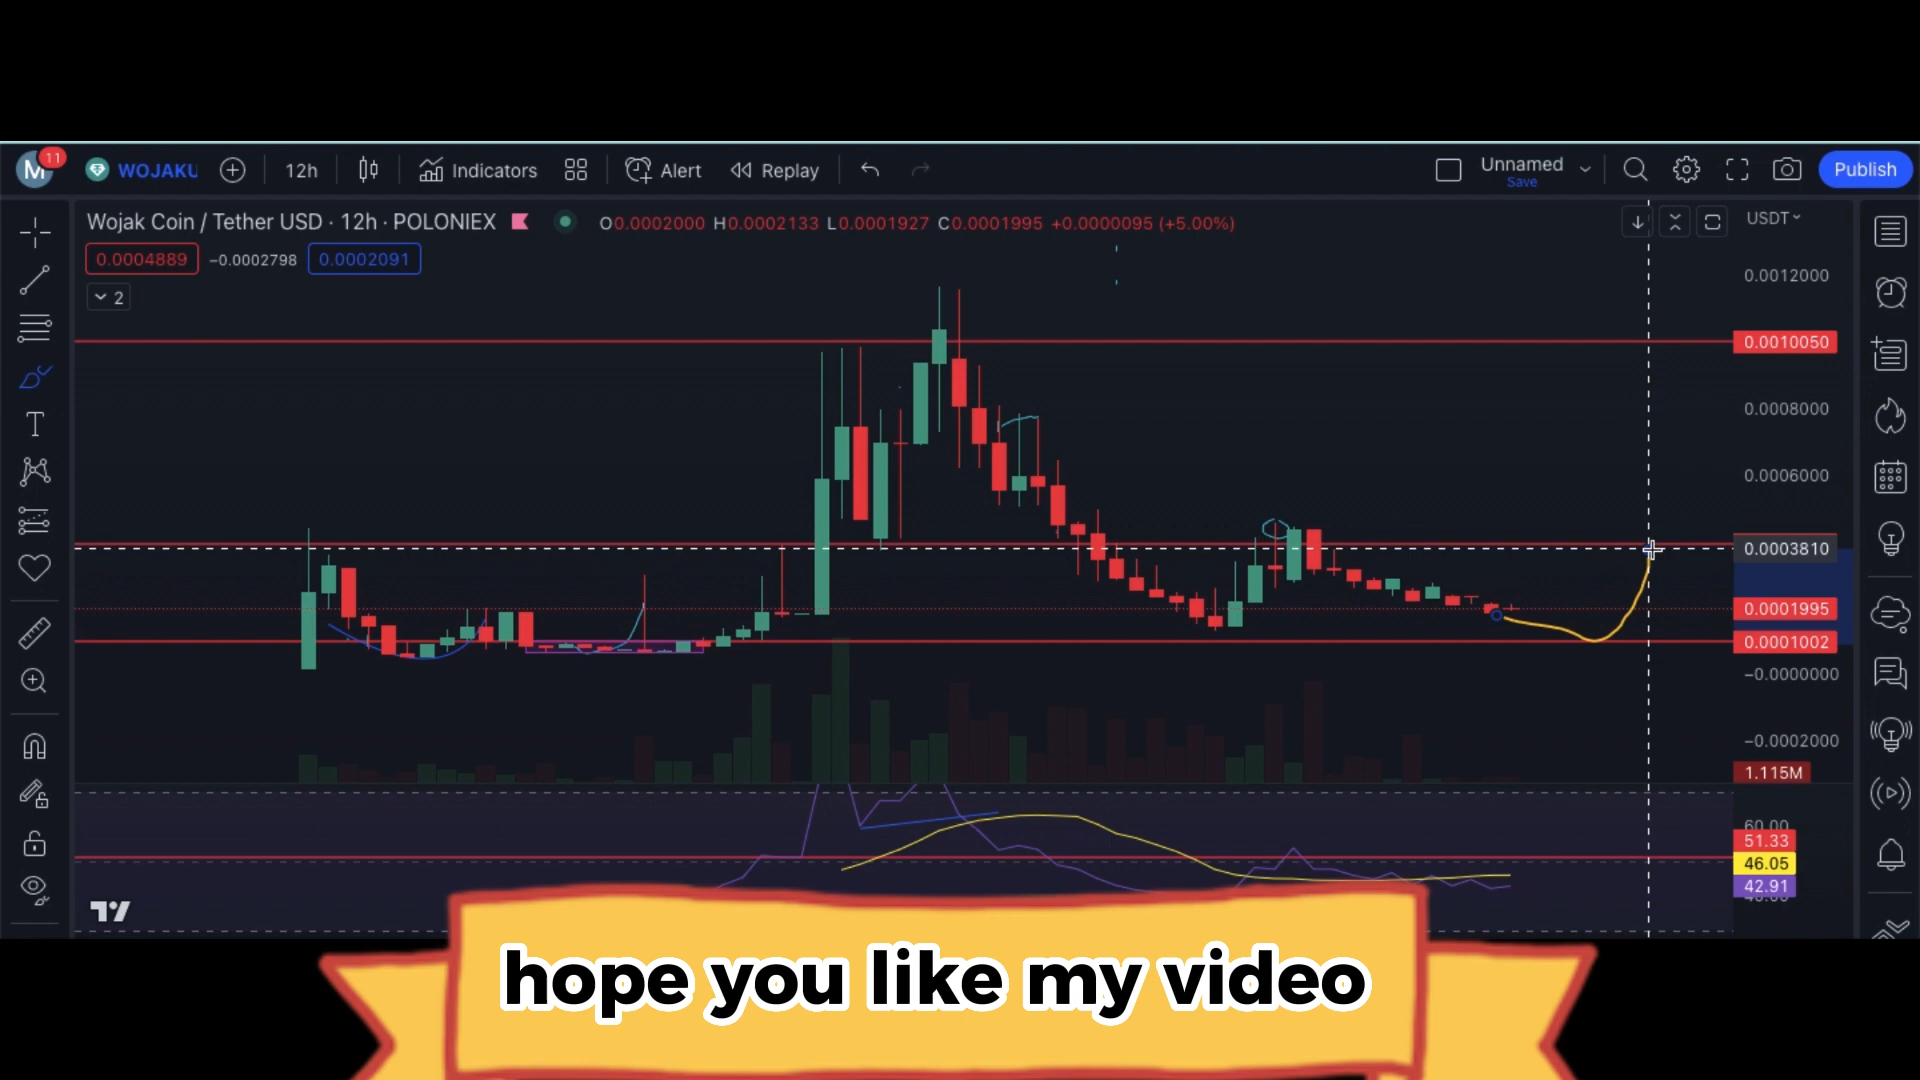 M 11 WOJAKU 12h Indicators Alert Replay Unnamed Publish
Save
Wojak Coin / Tether USD · 12h · POLONIEX O0.0002000 H0.0002133 L0.0001927 C0.0001995 +0.0000095 (+5.00%) USDT
0.0004889 −0.0002798 0.0002091
2
0.0012000
0.0010050
0.0008000
0.0006000
0.0003810
0.0001995
0.0001002
−0.0000000
−0.0002000
1.115M
60.00
51.33
46.05
42.91
hope you like my video